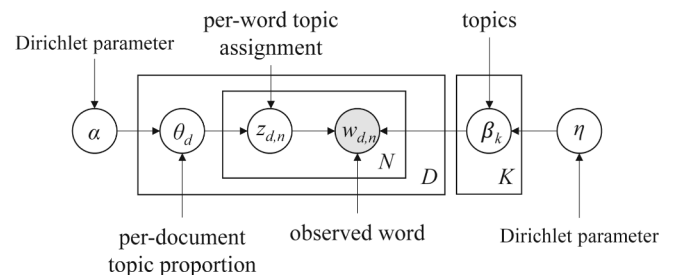 per-word topic
assignment
topics
Dirichlet parameter
α
θd
zd,n
wd,n
βk
η
N
D
K
per-document
topic proportion
observed word
Dirichlet parameter